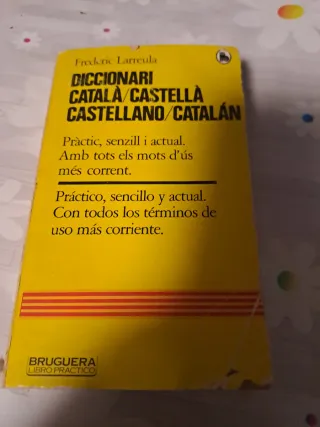 Frederic Larreula
DICCIONARI
CATALÀ/CASTELLÀ
CASTELLANO/CATALÁN
Pràctic, senzill i actual.
Amb tots els mots d'ús
més corrent.
Práctico, sencillo y actual.
Con todos los términos de
uso más corriente.
BRUGUERA
LIBRO PRACTICO